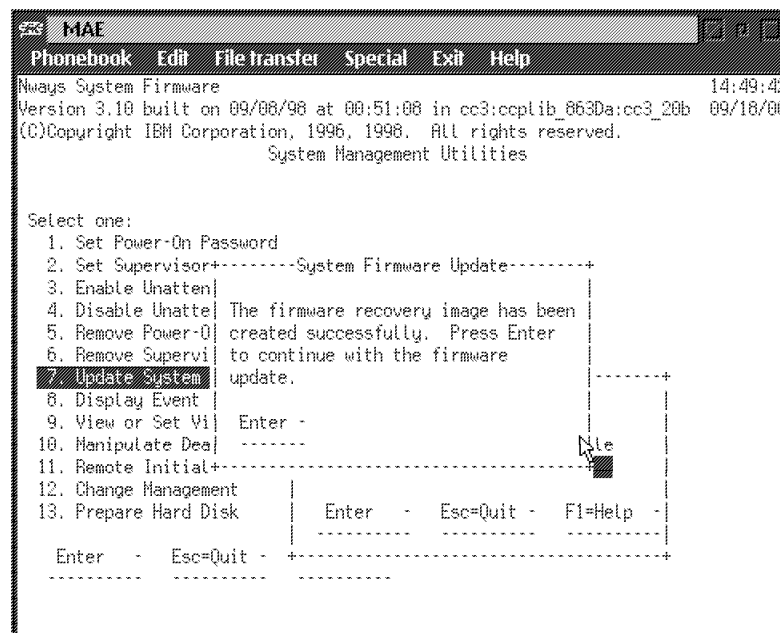 MAE
Phonebook Edit File transfer Special Exit Help
Nways System Firmware 14:49:42
Version 3.10 built on 09/08/98 at 00:51:08 in cc3:ccplib_863Da:cc3_20b 09/18/00
(C)Copyright IBM Corporation, 1996, 1998. All rights reserved.
System Management Utilities
Select one:
1. Set Power-On Password
2. Set Supervisor+--------System Firmware Update--------+
3. Enable Unatten|
4. Disable Unatte| The firmware recovery image has been
5. Remove Power-O| created successfully. Press Enter
6. Remove Supervi| to continue with the firmware
7. Update System | update.
8. Display Event |
9. View or Set Vi| Enter -
10. Manipulate Dea| -------
11. Remote Initial+
12. Change Management
13. Prepare Hard Disk | Enter - Esc=Quit - F1=Help -|
Enter - Esc=Quit -